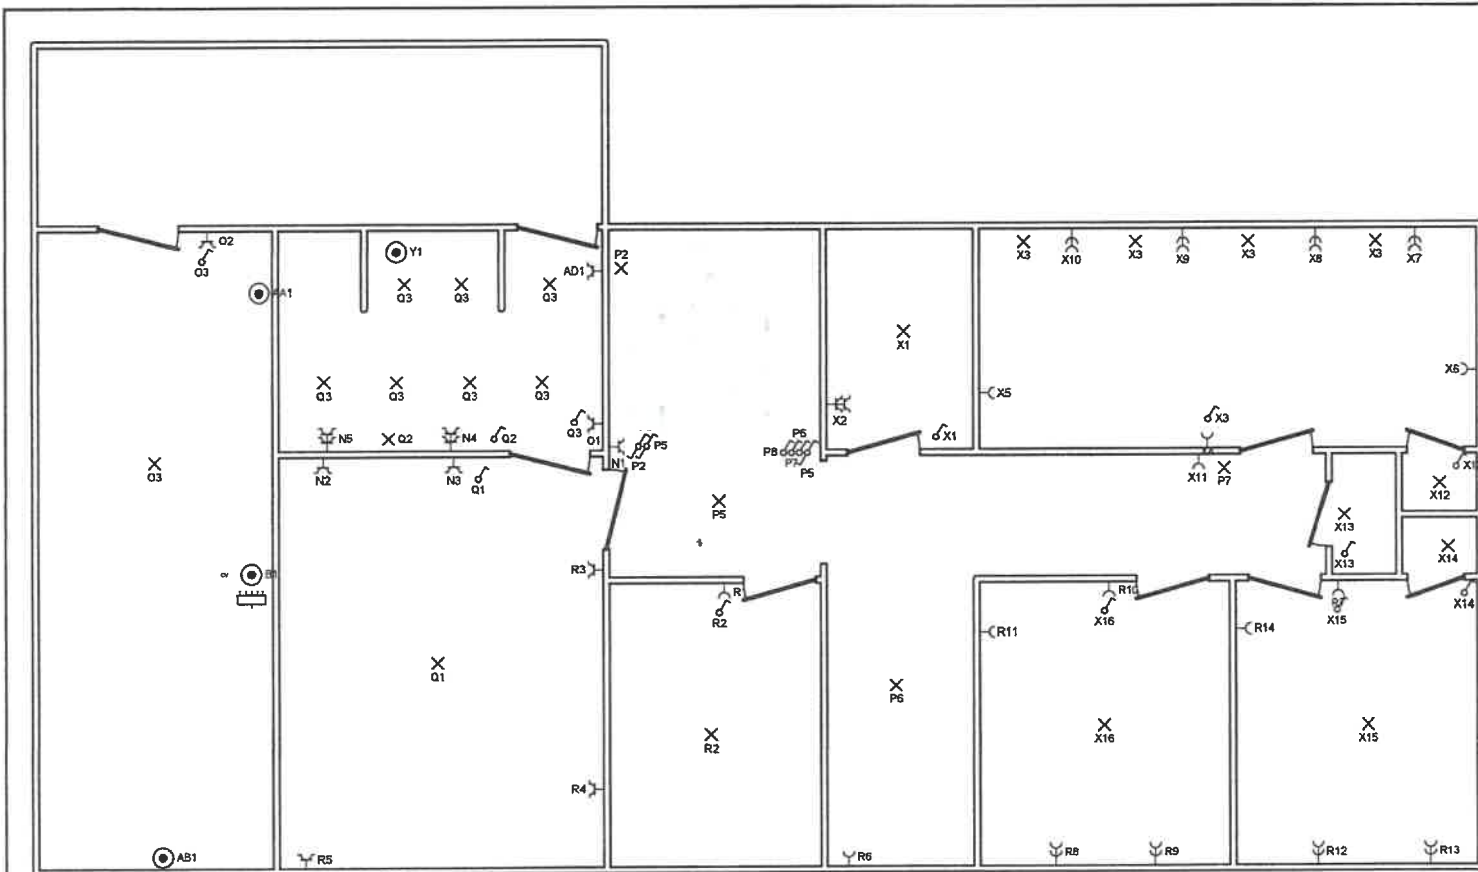 O2
O3
AA1
Y1
AD1
P2
Q3
Q3
Q3
X3
X10
X3
X9
X3
X8
X3
X7
X1
X6
Q3
Q3
Q3
Q3
X2
X5
X3
N5
Q2
N4
Q2
Q3
O1
P5
P2
N1
P6
P8
P7
P5
X1
O3
N2
N3
Q1
X11
P7
X12
P5
X13
X14
X13
B1
R3
R2
R10
X16
R7
X15
X14
R11
R14
Q1
P6
R2
X16
X15
R4
AB1
R5
R6
R8
R9
R12
R13